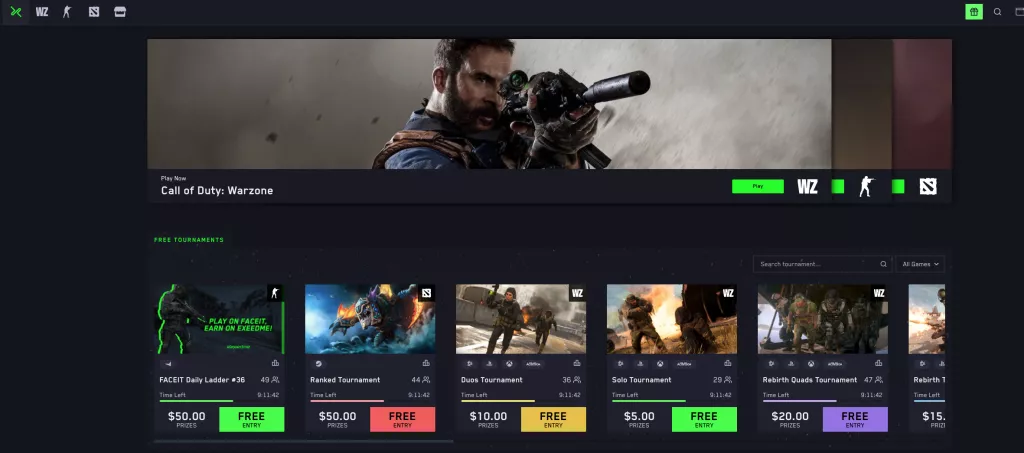 WZ
Play Now
Call of Duty: Warzone
Play
WZ
FREE TOURNAMENTS
Search tournament...
All Games
PLAY ON FACEIT,
EARN ON EXEEDME!
WZ
WZ
WZ
FACEIT Daily Ladder #36
49
Ranked Tournament
44
Duos Tournament
36
Solo Tournament
29
Rebirth Quads Tournament
47
Rebirth T
Time Left
9:11:42
Time Left
9:11:42
Time Left
9:11:42
Time Left
9:11:42
Time Left
9:11:42
Time Left
$50.00
PRIZES
FREE
ENTRY
$50.00
PRIZES
FREE
ENTRY
$10.00
PRIZES
FREE
ENTRY
$5.00
PRIZES
FREE
ENTRY
$20.00
PRIZES
FREE
ENTRY
$15.
PRIZ